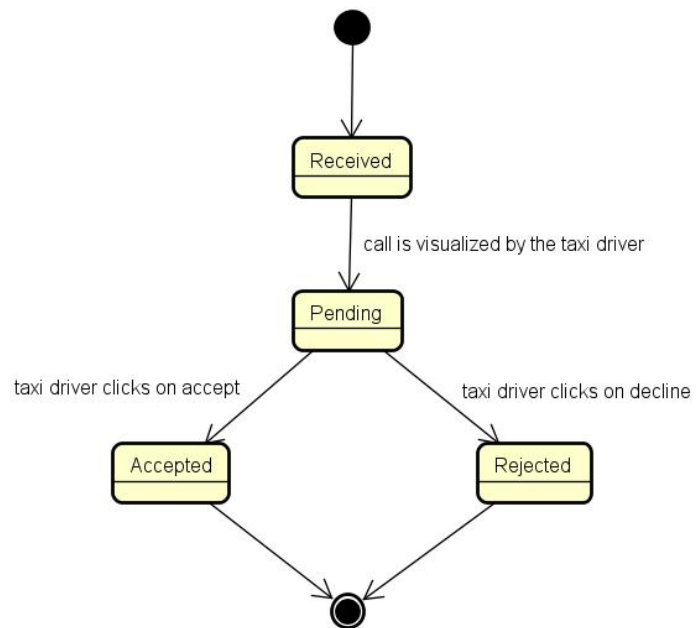 Received
call is visualized by the taxi driver
Pending
taxi driver clicks on accept
taxi driver clicks on decline
Accepted
Rejected